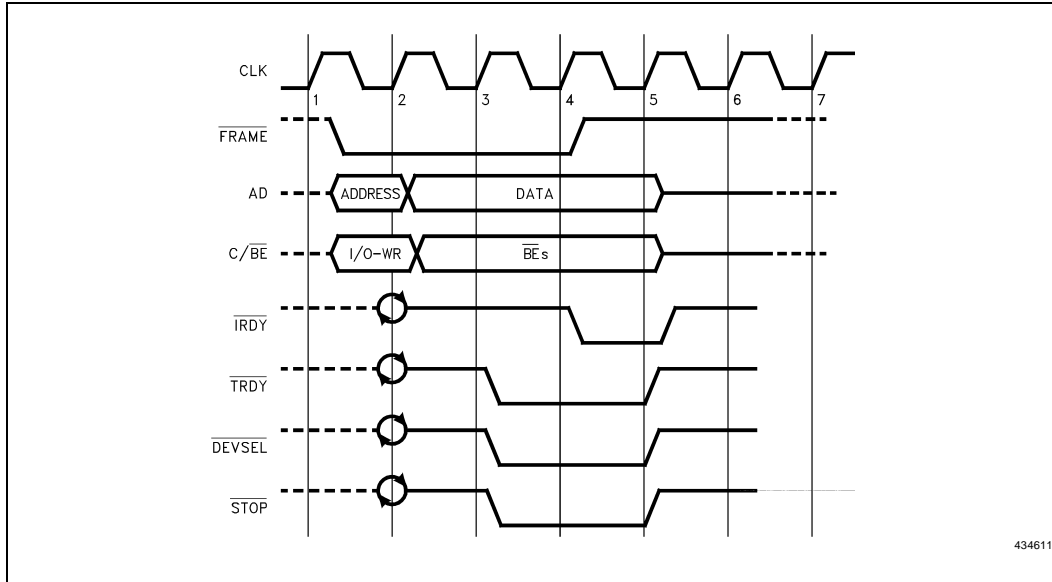 CLK
1 2 3 4 5 6 7
FRAME
AD ADDRESS DATA
C/BE I/O-WR BEs
IRDY
TRDY
DEVSEL
STOP
434611